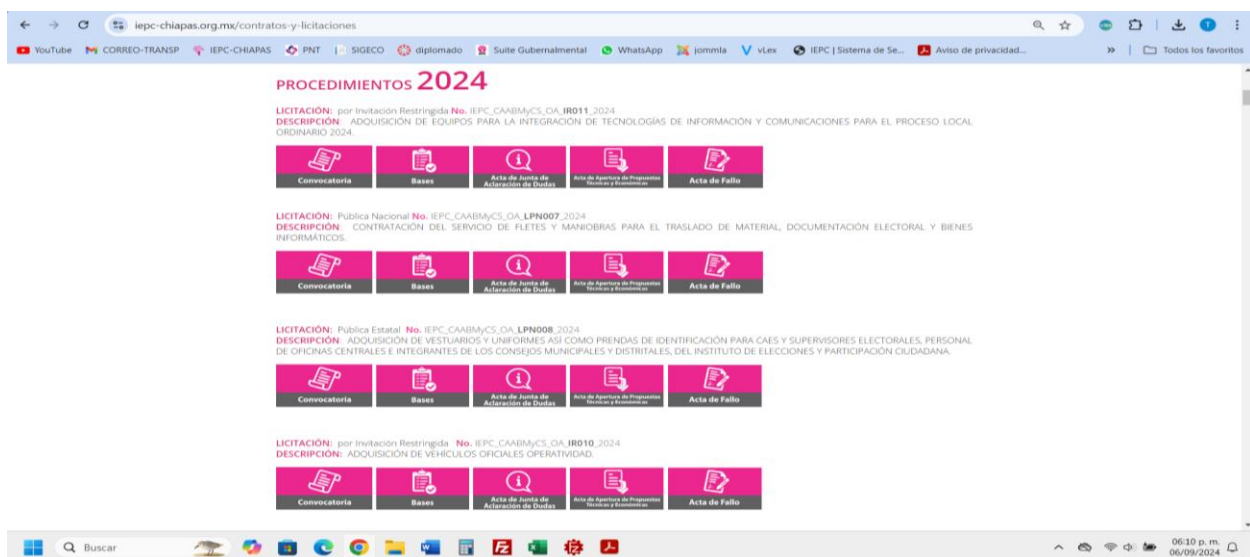 iepc-chiapas.org.mx/contratos-y-licitaciones
YouTube CORREO-TRANSP IEPC-CHIAPAS PNT SIGECO diplomado Suite Gubernalmental WhatsApp jommla vLex IEPC | Sistema de Se... Aviso de privacidad... » Todos los favoritos
PROCEDIMIENTOS 2024
LICITACIÓN: por Invitación Restringida No. IEPC_CAABMyCS_OA_IR011_2024
DESCRIPCIÓN: ADQUISICIÓN DE EQUIPOS PARA LA INTEGRACIÓN DE TECNOLOGÍAS DE INFORMACIÓN Y COMUNICACIONES PARA EL PROCESO LOCAL
ORDINARIO 2024.
Convocatoria Bases Acta de Junta de Aclaración de Dudas Acta de Apertura de Propuestas Técnicas y Económicas Acta de Fallo
LICITACIÓN: Pública Nacional No. IEPC_CAABMyCS_OA_LPN007_2024
DESCRIPCIÓN: CONTRATACIÓN DEL SERVICIO DE FLETES Y MANIOBRAS PARA EL TRASLADO DE MATERIAL, DOCUMENTACIÓN ELECTORAL Y BIENES
INFORMÁTICOS.
Convocatoria Bases Acta de Junta de Aclaración de Dudas Acta de Apertura de Propuestas Técnicas y Económicas Acta de Fallo
LICITACIÓN: Pública Estatal No. IEPC_CAABMyCS_OA_LPN008_2024
DESCRIPCIÓN: ADQUISICIÓN DE VESTUARIOS Y UNIFORMES ASÍ COMO PRENDAS DE IDENTIFICACIÓN PARA CAES Y SUPERVISORES ELECTORALES, PERSONAL
DE OFICINAS CENTRALES E INTEGRANTES DE LOS CONSEJOS MUNICIPALES Y DISTRITALES, DEL INSTITUTO DE ELECCIONES Y PARTICIPACIÓN CIUDADANA.
Convocatoria Bases Acta de Junta de Aclaración de Dudas Acta de Apertura de Propuestas Técnicas y Económicas Acta de Fallo
LICITACIÓN: por Invitación Restringida No. IEPC_CAABMyCS_OA_IR010_2024
DESCRIPCIÓN: ADQUISICIÓN DE VEHÍCULOS OFICIALES OPERATIVIDAD.
Convocatoria Bases Acta de Junta de Aclaración de Dudas Acta de Apertura de Propuestas Técnicas y Económicas Acta de Fallo
Buscar
06:10 p. m.
06/09/2024